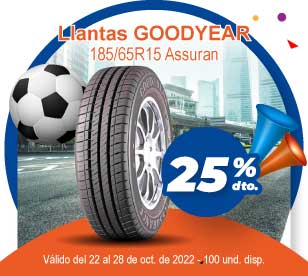 Llantas GOODYEAR
185/65R15 Assuran
25%
dto.
Válido del 22 al 28 de oct. de 2022 - 100 und. disp.